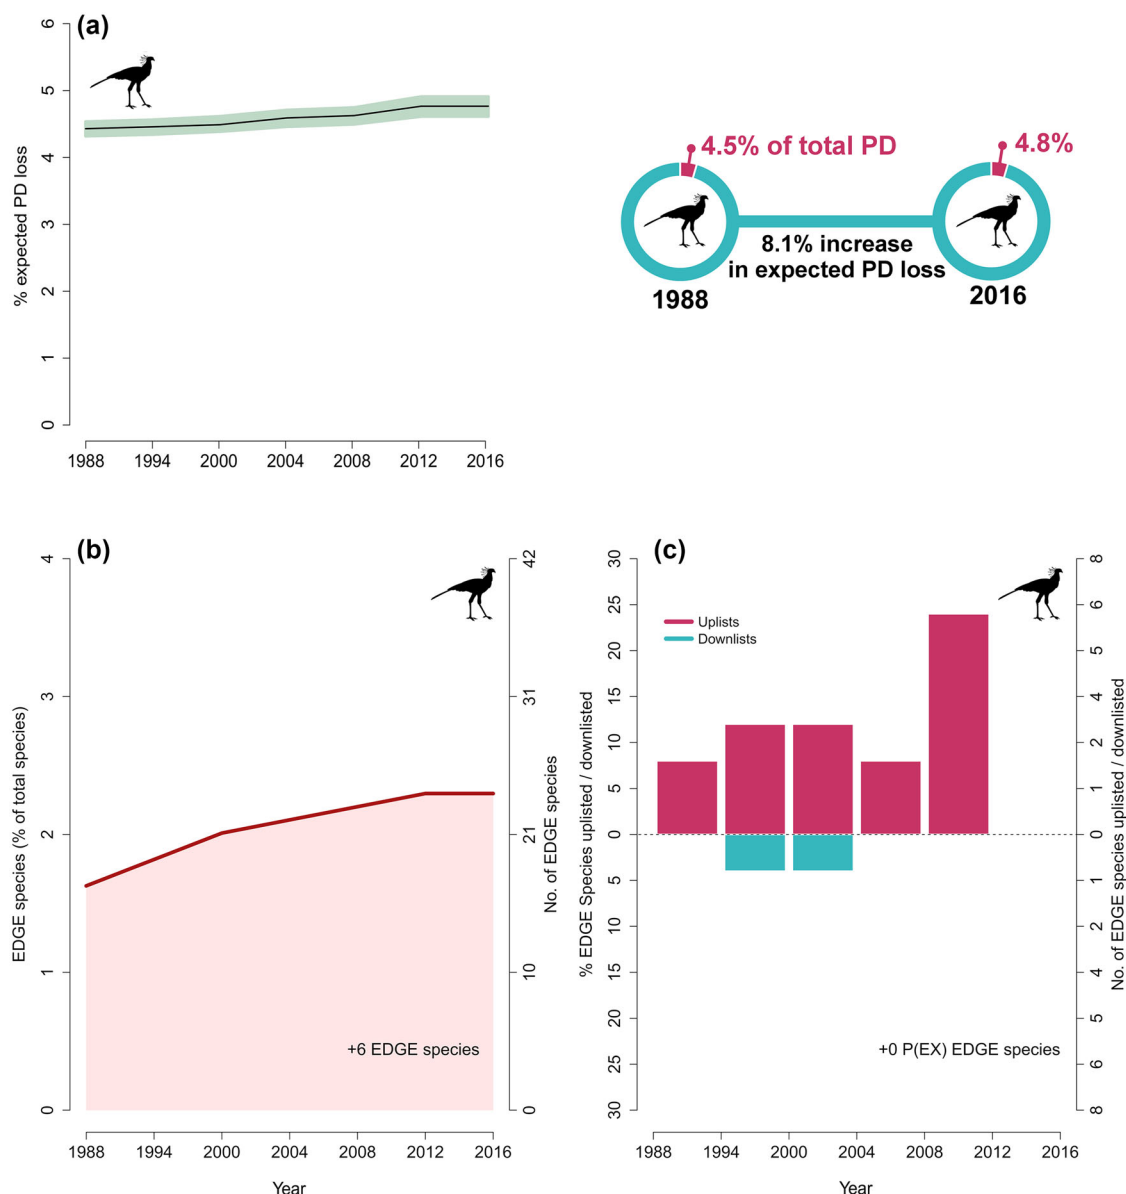 (a)
% expected PD loss
6
5
4
3
2
1
0
1988 1994 2000 2004 2008 2012 2016
4.5% of total PD
4.8%
8.1% increase
in expected PD loss
1988
2016
(b)
EDGE species (% of total species)
4
3
2
1
0
42
31
21
10
0
No. of EDGE species
+6 EDGE species
1988 1994 2000 2004 2008 2012 2016
Year
(c)
% EDGE Species uplisted / downlisted
30
25
20
15
10
5
0
5
10
15
20
25
30
Uplists
Downlists
8
6
5
4
2
1
0
1
2
4
5
6
8
No. of EDGE species uplisted / downlisted
+0 P(EX) EDGE species
1988 1994 2000 2004 2008 2012 2016
Year